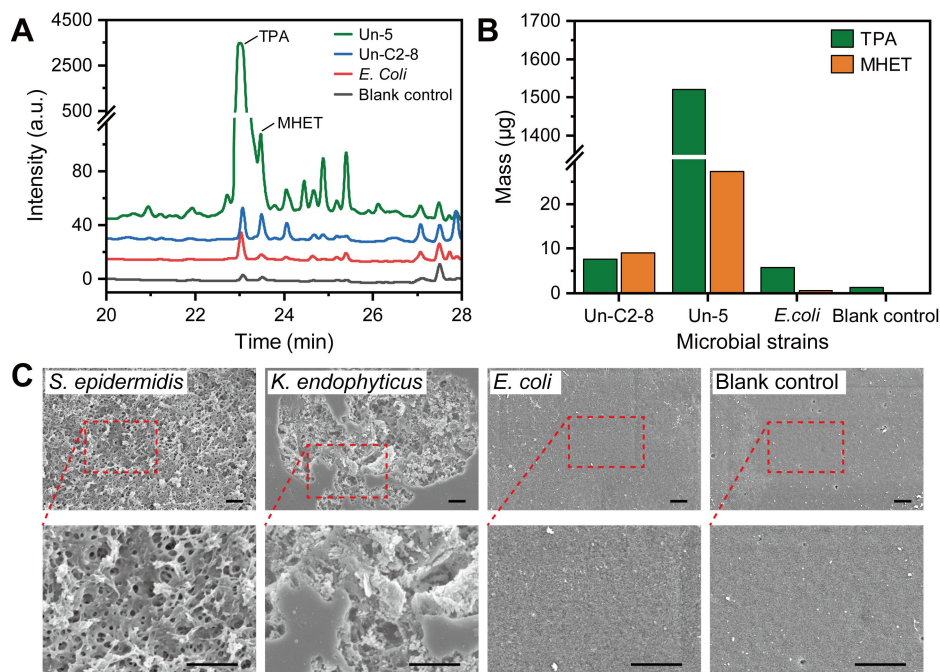 A
4500
2500
500
80
40
0
Intensity (a.u.)
TPA
MHET
Un-5
Un-C2-8
E. Coli
Blank control
20 22 24 26 28
Time (min)
B
1700
1600
1500
1400
20
10
0
Mass (μg)
TPA
MHET
Un-C2-8 Un-5 E.coli Blank control
Microbial strains
C
S. epidermidis K. endophyticus E. coli Blank control